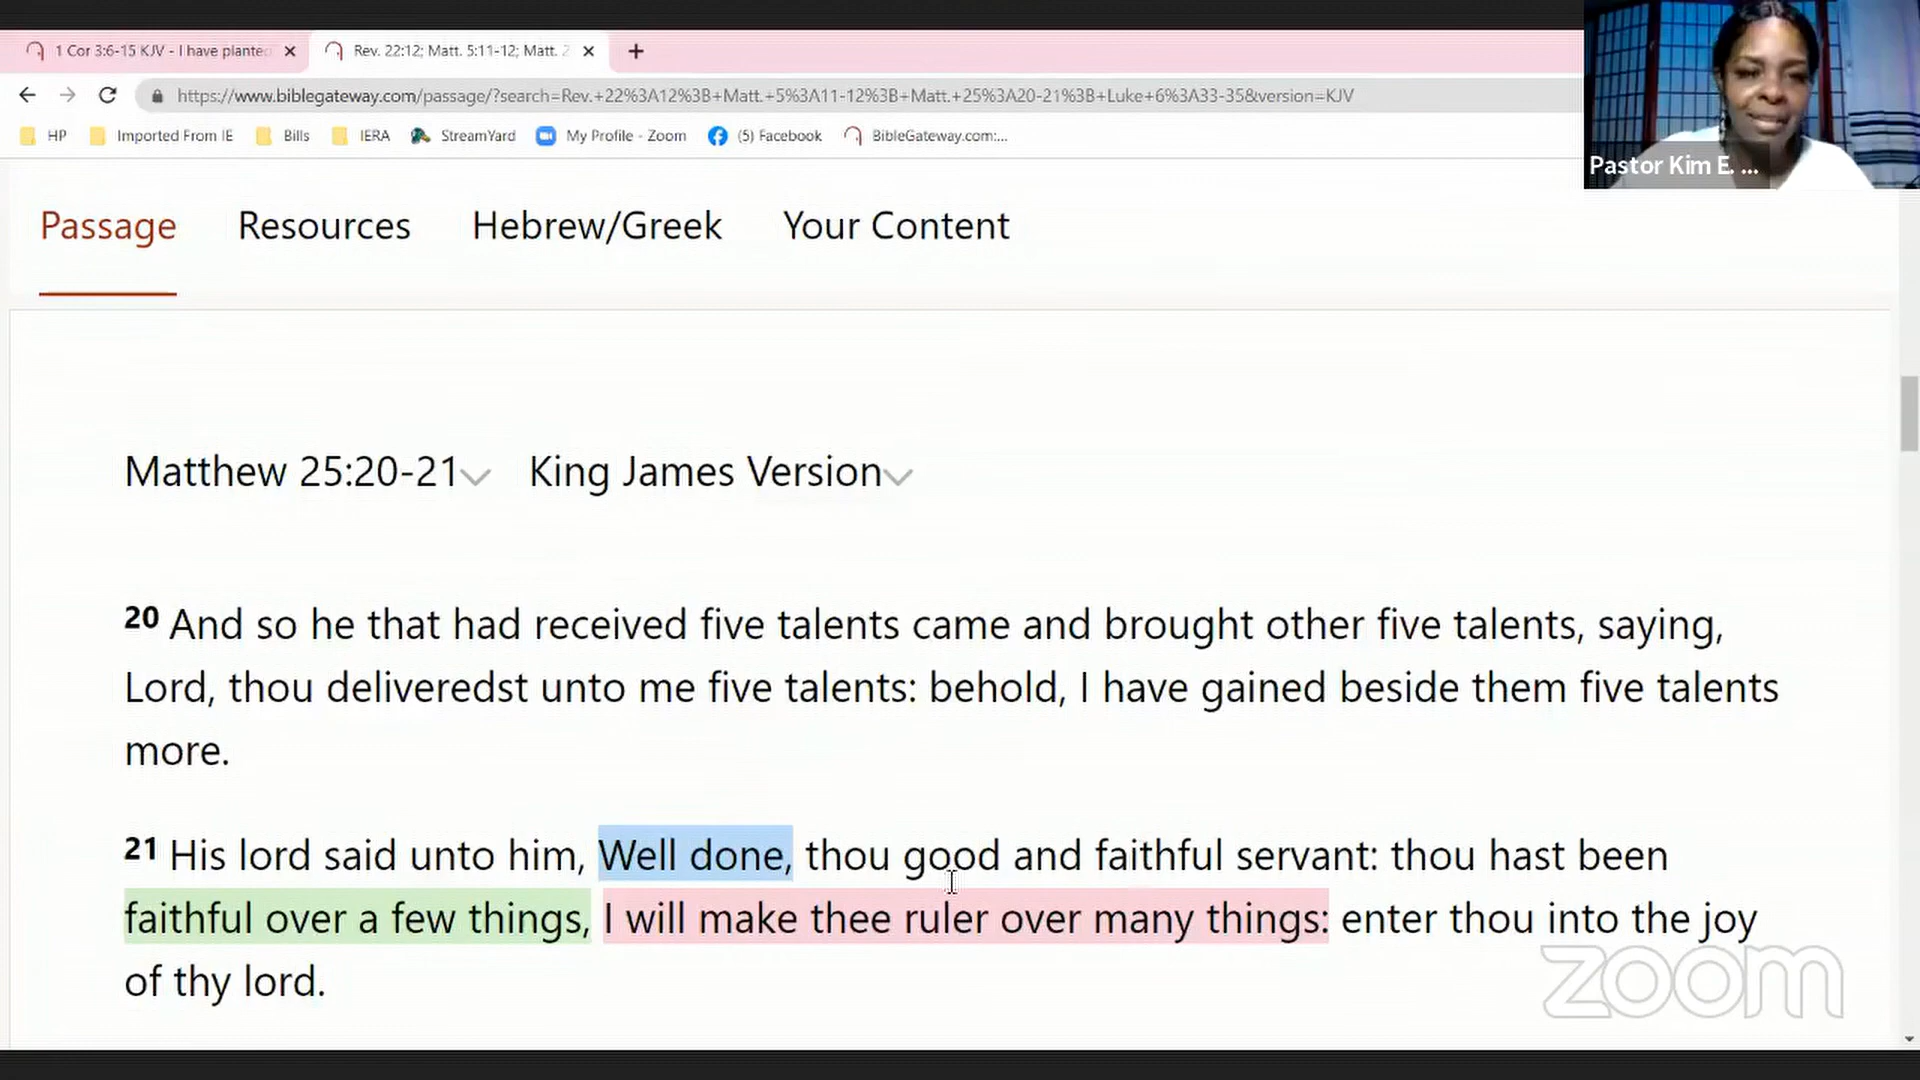 1 Cor 3:6-15 KJV - I have planted
Rev. 22:12; Matt. 5:11-12; Matt. 2
https://www.biblegateway.com/passage/?search=Rev.+22%3A12%3B+Matt.+5%3A11-12%3B+Matt.+25%3A20-21%3B+Luke+6%3A33-35&version=KJV
HP Imported From IE Bills IERA StreamYard My Profile - Zoom (5) Facebook BibleGateway.com:...
Pastor Kim E. ...
Passage Resources Hebrew/Greek Your Content
Matthew 25:20-21 King James Version
20 And so he that had received five talents came and brought other five talents, saying,
Lord, thou deliveredst unto me five talents: behold, I have gained beside them five talents
more.
21 His lord said unto him, Well done, thou good and faithful servant: thou hast been
faithful over a few things, I will make thee ruler over many things: enter thou into the joy
of thy lord.
zoom